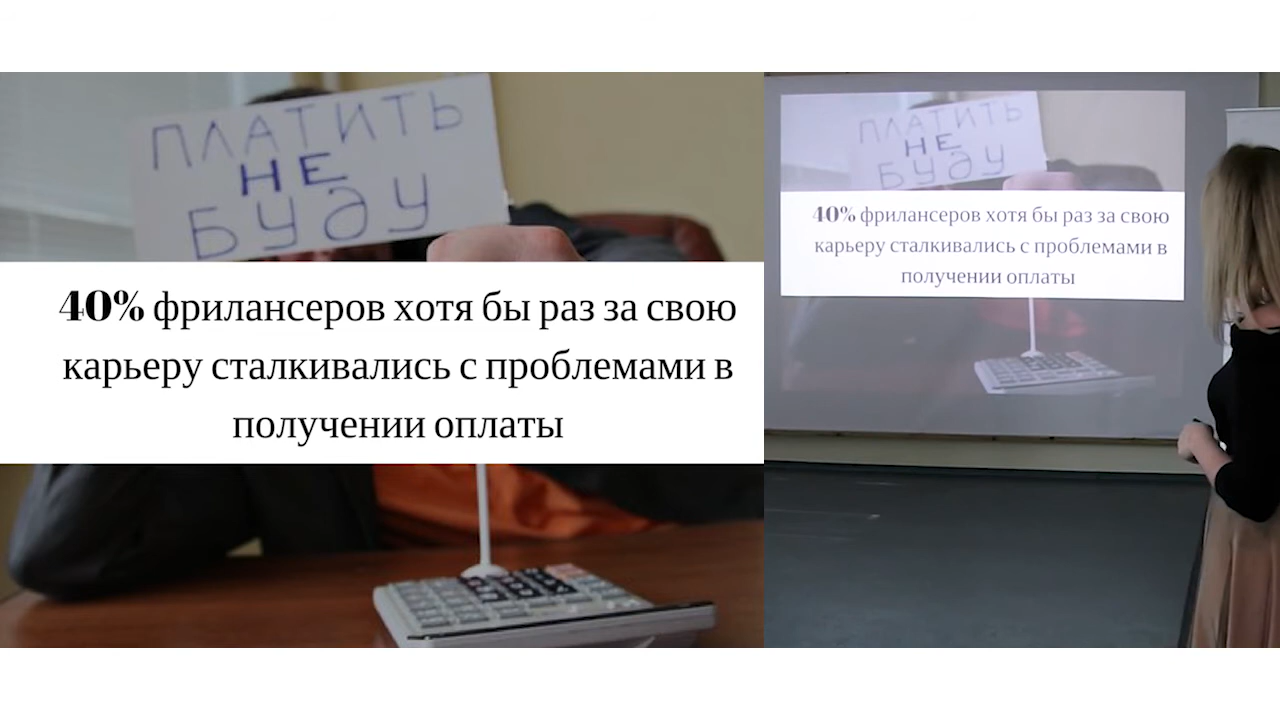 ПЛАТИТЬ
НЕ
БУДУ
40% фрилансеров хотя бы раз за свою
карьеру сталкивались с проблемами в
получении оплаты
ПЛАТИТЬ
НЕ
БУДУ
40% фрилансеров хотя бы раз за свою
карьеру сталкивались с проблемами в
получении оплаты